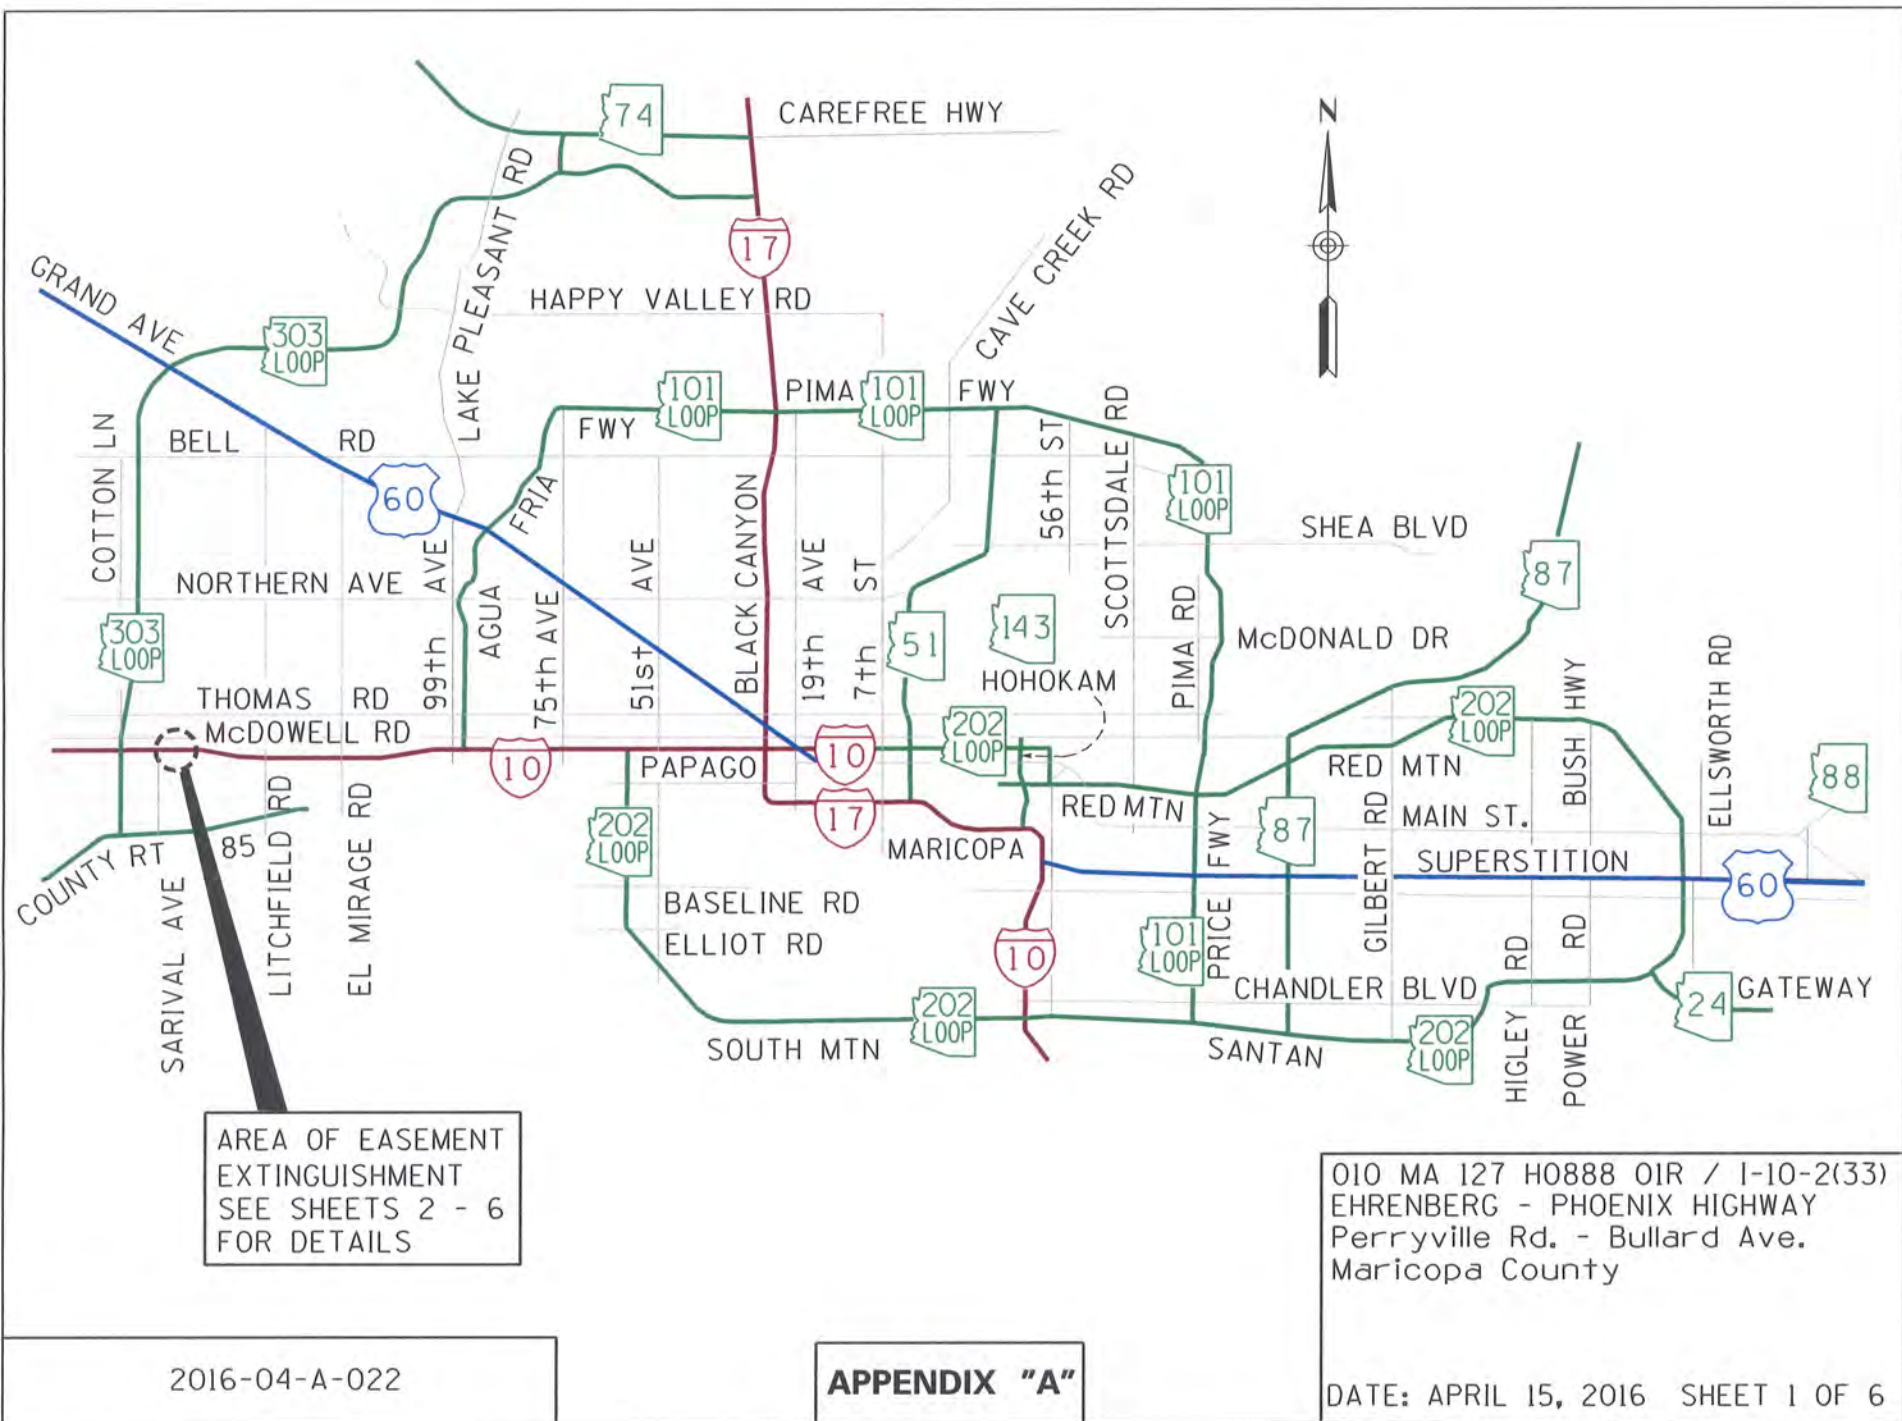 74
CAREFREE HWY
N
17
LAKE PLEASANT RD
CAVE CREEK RD
GRAND AVE
HAPPY VALLEY RD
303
LOOP
101
LOOP
PIMA
101
LOOP
FWY
FWY
COTTON LN
BELL RD
60
AGUA FRIA
BLACK CANYON
56th ST
SCOTTSDALE RD
101
LOOP
SHEA BLVD
NORTHERN AVE
99th AVE
75th AVE
51st AVE
19th AVE
7th ST
87
303
LOOP
51
143
PIMA RD
McDONALD DR
HOHOKAM
THOMAS RD
McDOWELL RD
202
LOOP
202
LOOP
BUSH HWY
ELLSWORTH RD
10
PAPAGO
10
RED MTN
88
17
RED MTN
MAIN ST.
87
GILBERT RD
202
LOOP
MARICOPA
SUPERSTITION
60
COUNTY RT 85
SARIVAL AVE
LITCHFIELD RD
EL MIRAGE RD
BASELINE RD
ELLIOT RD
10
101
LOOP
PRICE FWY
CHANDLER BLVD
HIGLEY RD
POWER RD
24
GATEWAY
202
LOOP
SOUTH MTN
SANTAN
202
LOOP
AREA OF EASEMENT
EXTINGUISHMENT
SEE SHEETS 2 - 6
FOR DETAILS
010 MA 127 H0888 01R / I-10-2(33)
EHRENBERG - PHOENIX HIGHWAY
Perryville Rd. - Bullard Ave.
Maricopa County
2016-04-A-022
APPENDIX "A"
DATE: APRIL 15, 2016 SHEET 1 OF 6